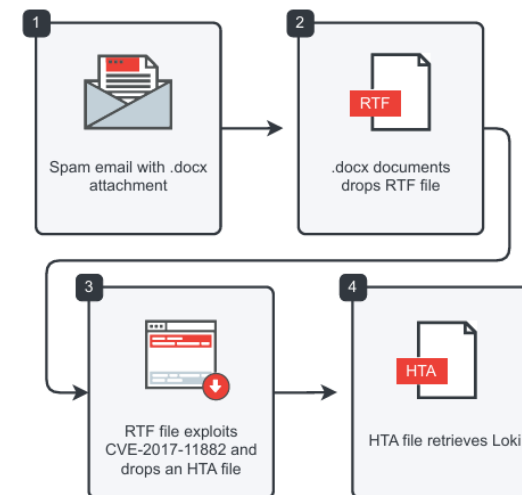 1
Spam email with .docx
attachment
2
RTF
.docx documents
drops RTF file
3
RTF file exploits
CVE-2017-11882 and
drops an HTA file
4
HTA
HTA file retrieves Loki